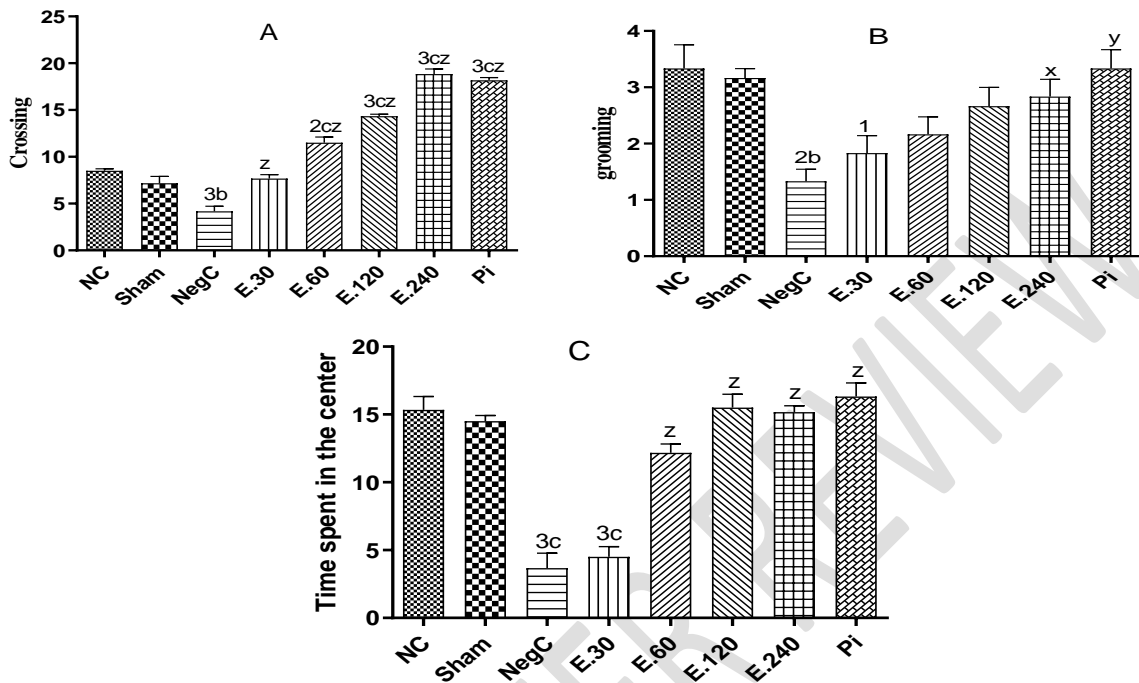 A
Crossing
25
20
15
10
5
0
3b
z
2cz
3cz
3cz
3cz
NC
Sham
NegC
E.30
E.60
E.120
E.240
Pi
B
grooming
4
3
2
1
0
2b
1
x
y
NC
Sham
NegC
E.30
E.60
E.120
E.240
Pi
C
Time spent in the center
20
15
10
5
0
3c
3c
z
z
z
z
NC
Sham
NegC
E.30
E.60
E.120
E.240
Pi
ER REVIEW